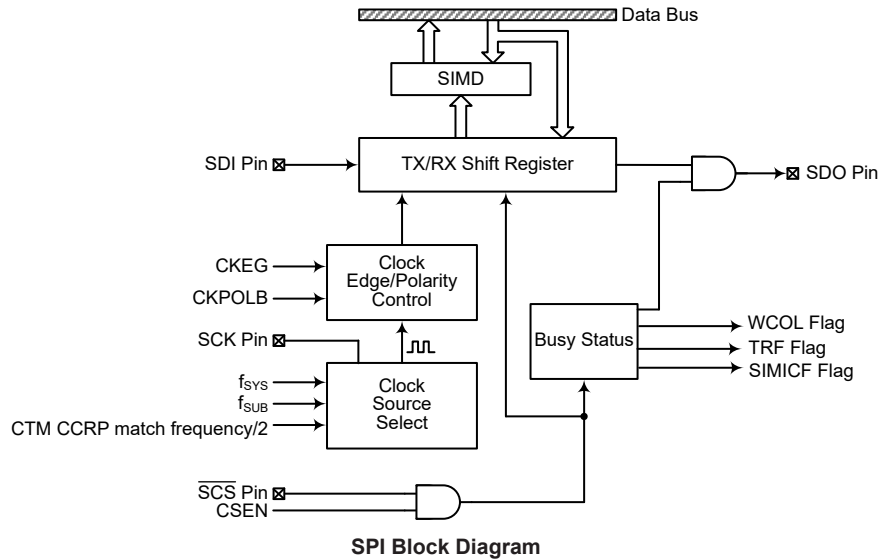 Data Bus
SIMD
SDI Pin
TX/RX Shift Register
SDO Pin
CKEG
CKPOLB
Clock
Edge/Polarity
Control
SCK Pin
Busy Status
WCOL Flag
TRF Flag
SIMICF Flag
fSYS
fSUB
CTM CCRP match frequency/2
Clock
Source
Select
S̅C̅S̅ Pin
CSEN
SPI Block Diagram